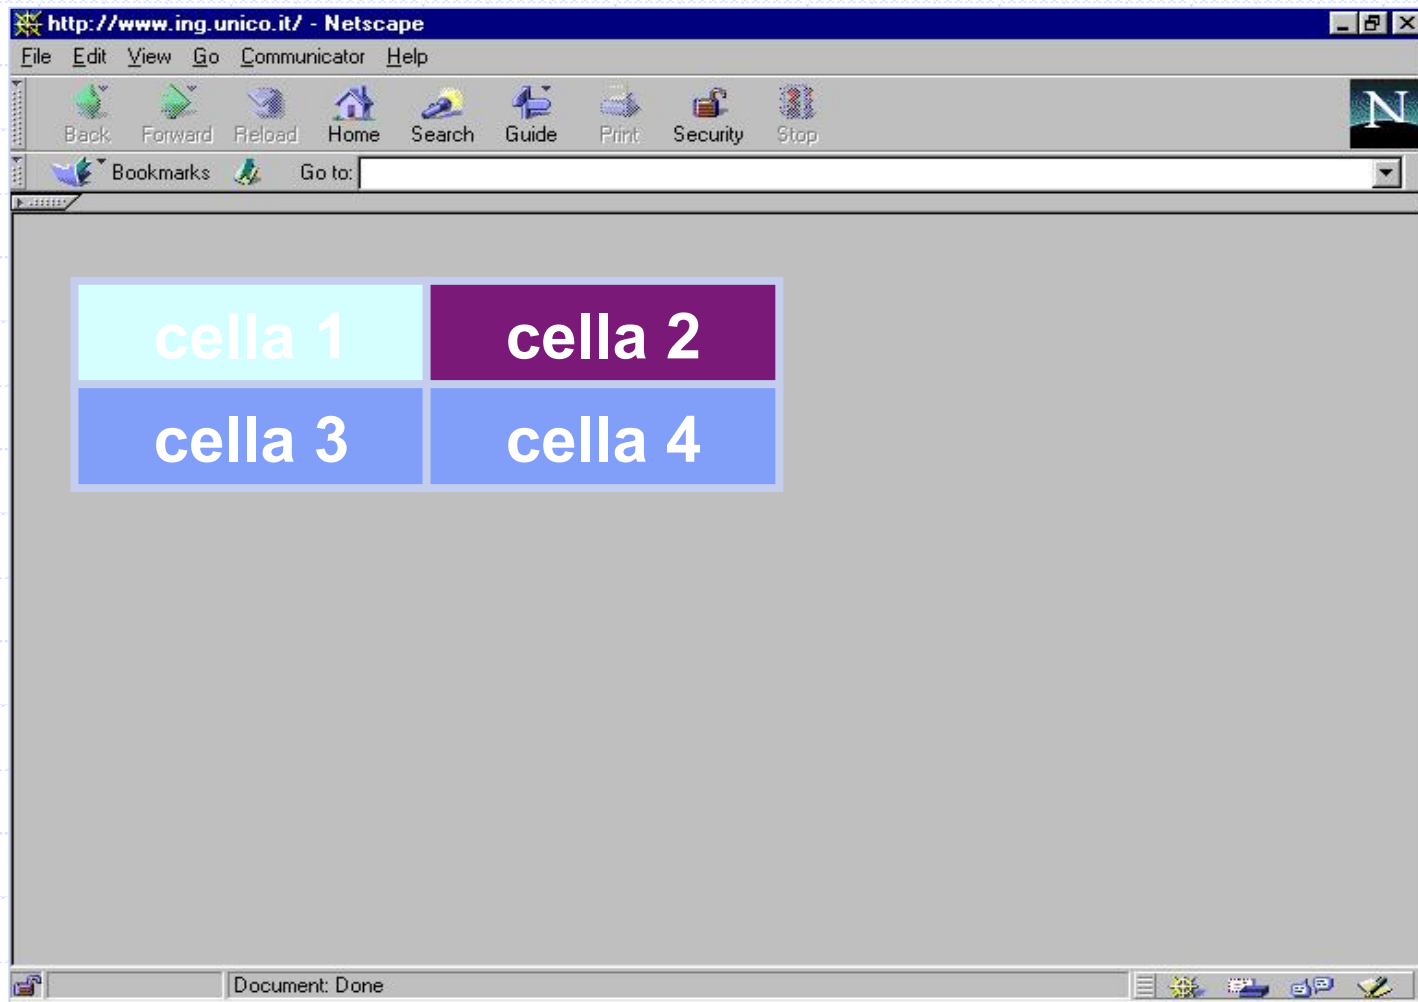 http://www.ing.unico.it/ - Netscape
File Edit View Go Communicator Help
N
Back Forward Reload Home Search Guide Print Security Stop
Bookmarks Go to:
cella 1 cella 2
cella 3 cella 4
Document: Done